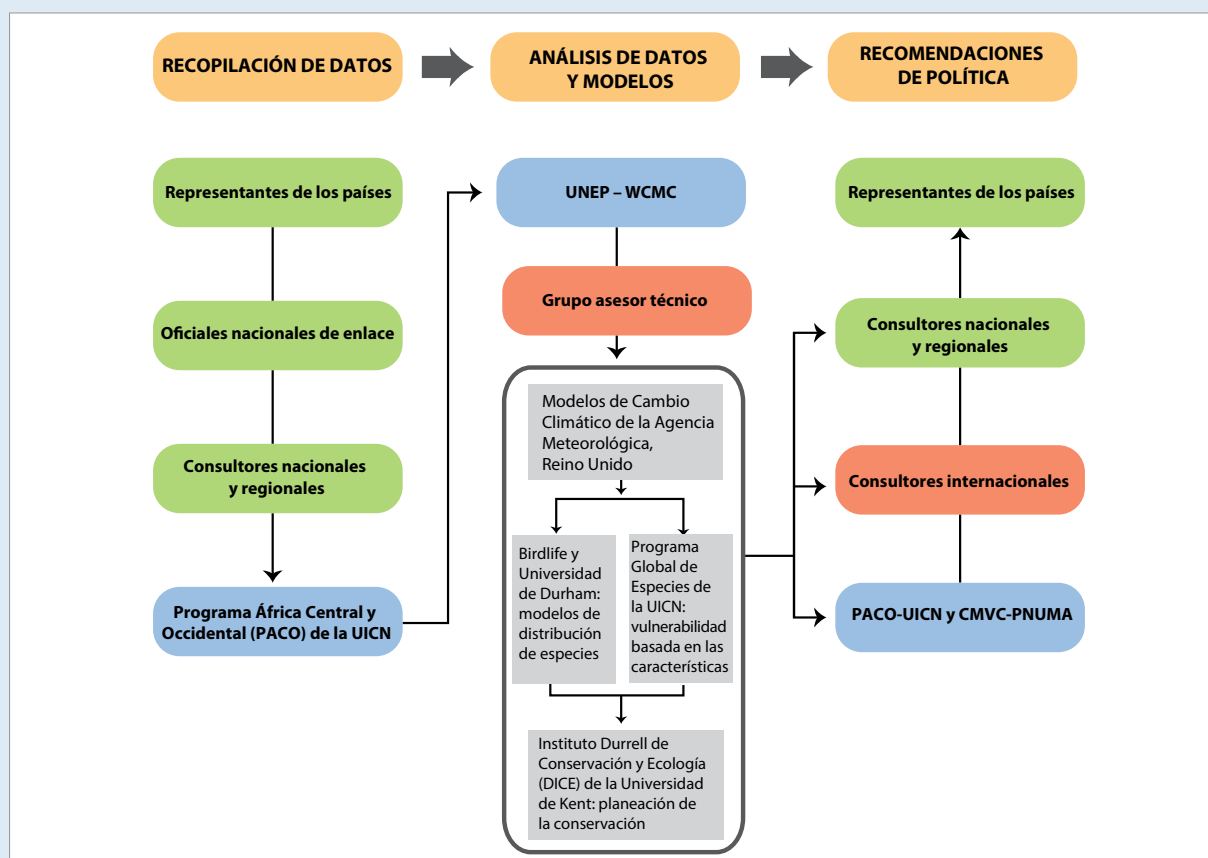 RECOPILACIÓN DE DATOS
ANÁLISIS DE DATOS
Y MODELOS
RECOMENDACIONES
DE POLÍTICA
Representantes de los países
Oficiales nacionales de enlace
Consultores nacionales
y regionales
Programa África Central y
Occidental (PACO) de la UICN
UNEP – WCMC
Grupo asesor técnico
Modelos de Cambio
Climático de la Agencia
Meteorológica,
Reino Unido
Birdlife y
Universidad
de Durham:
modelos de
distribución
de especies
Programa
Global de
Especies de
la UICN:
vulnerabilidad
basada en las
características
Instituto Durrell de
Conservación y Ecología
(DICE) de la Universidad
de Kent: planeación de
la conservación
Representantes de los países
Consultores nacionales
y regionales
Consultores internacionales
PACO-UICN y CMVC-PNUMA